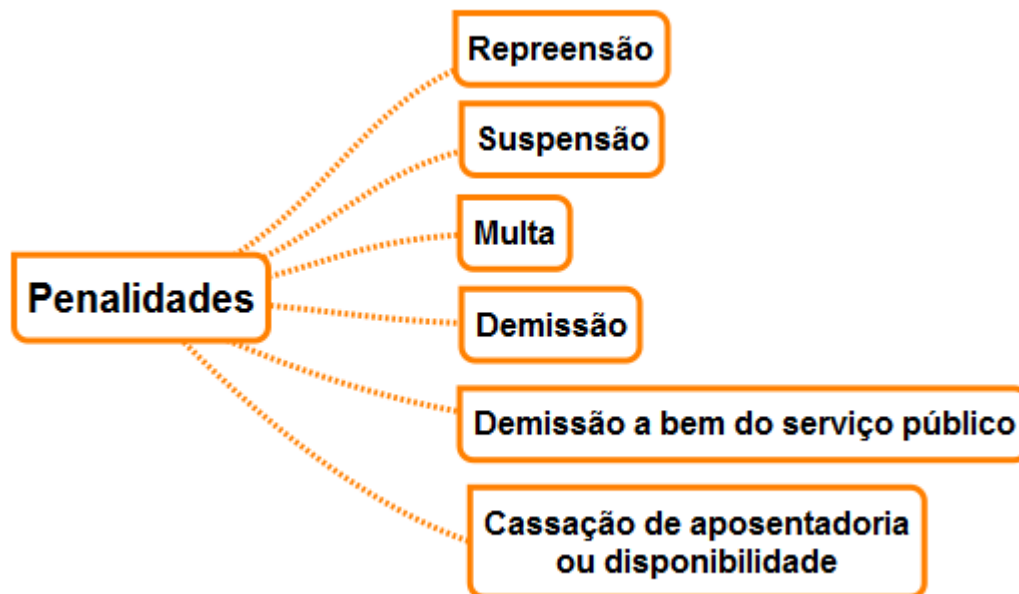 Repreensão
Suspensão
Multa
Penalidades
Demissão
Demissão a bem do serviço público
Cassação de aposentadoria
ou disponibilidade